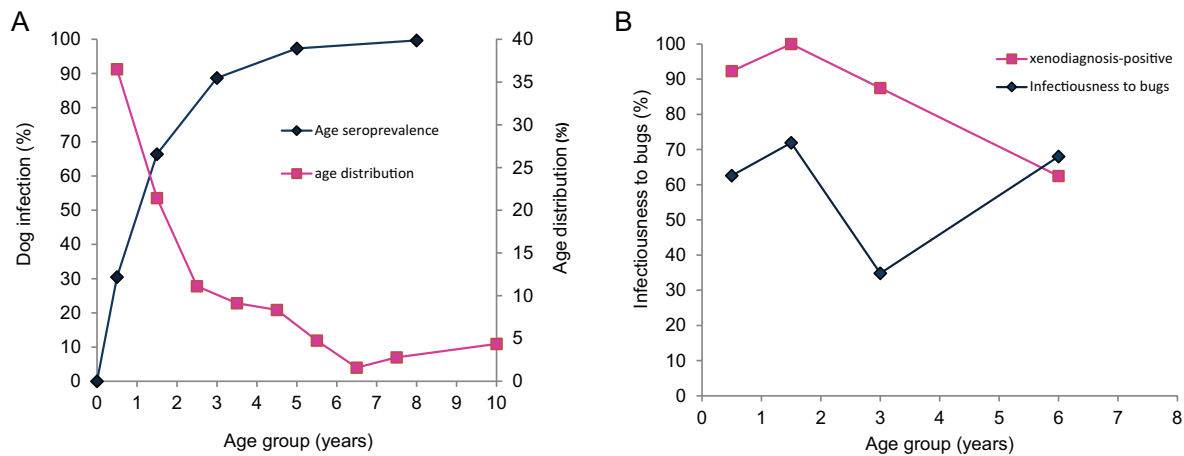 A
Dog infection (%)
100
90
80
70
60
50
40
30
20
10
0
Age seroprevalence
age distribution
40
35
30
25
20
15
10
5
0
Age distribution (%)
0 1 2 3 4 5 6 7 8 9 10
Age group (years)
B
Infectiousness to bugs (%)
100
90
80
70
60
50
40
30
20
10
0
xenodiagnosis-positive
Infectiousness to bugs
0 1 2 3 4 5 6 7 8
Age group (years)